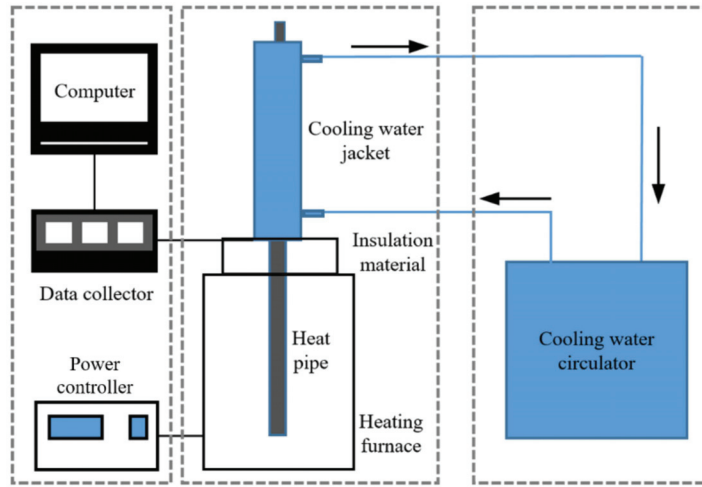 Computer
Data collector
Power
controller
Cooling water
jacket
Insulation
material
Heat
pipe
Heating
furnace
Cooling water
circulator